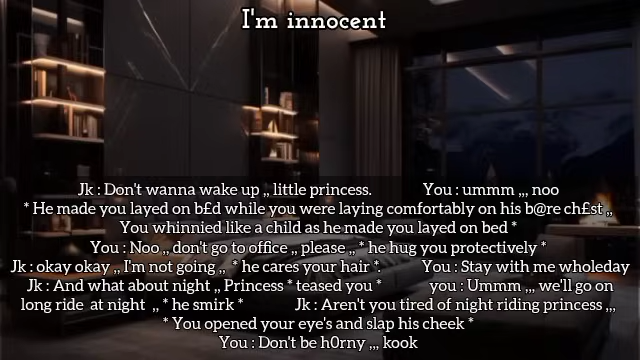 I'm innocent
Jk : Don't wanna wake up ,, little princess. You : ummm ,,, noo
* He made you layed on b£d while you were laying comfortably on his b@re ch£st ,,
You whinnied like a child as he made you layed on bed *
You : Noo ,, don't go to office ,, please ,, * he hug you protectively *
Jk : okay okay ,, I'm not going ,, * he cares your hair *. You : Stay with me wholeday
Jk : And what about night ,, Princess * teased you * you : Ummm ,,, we'll go on
long ride at night ,, * he smirk * Jk : Aren't you tired of night riding princess ,,,
* You opened your eye's and slap his cheek *
You : Don't be h0rny ,,, kook